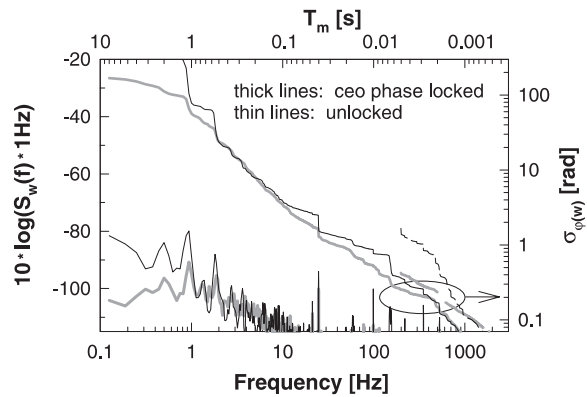 T_m [s]
10 1 0.1 0.01 0.001
-20
-40
-60
-80
-100
10*log(S_w(f)*1Hz)
thick lines: ceo phase locked
thin lines: unlocked
100
10
1
0.1
σ_φ(w) [rad]
0.1 1 10 100 1000
Frequency [Hz]